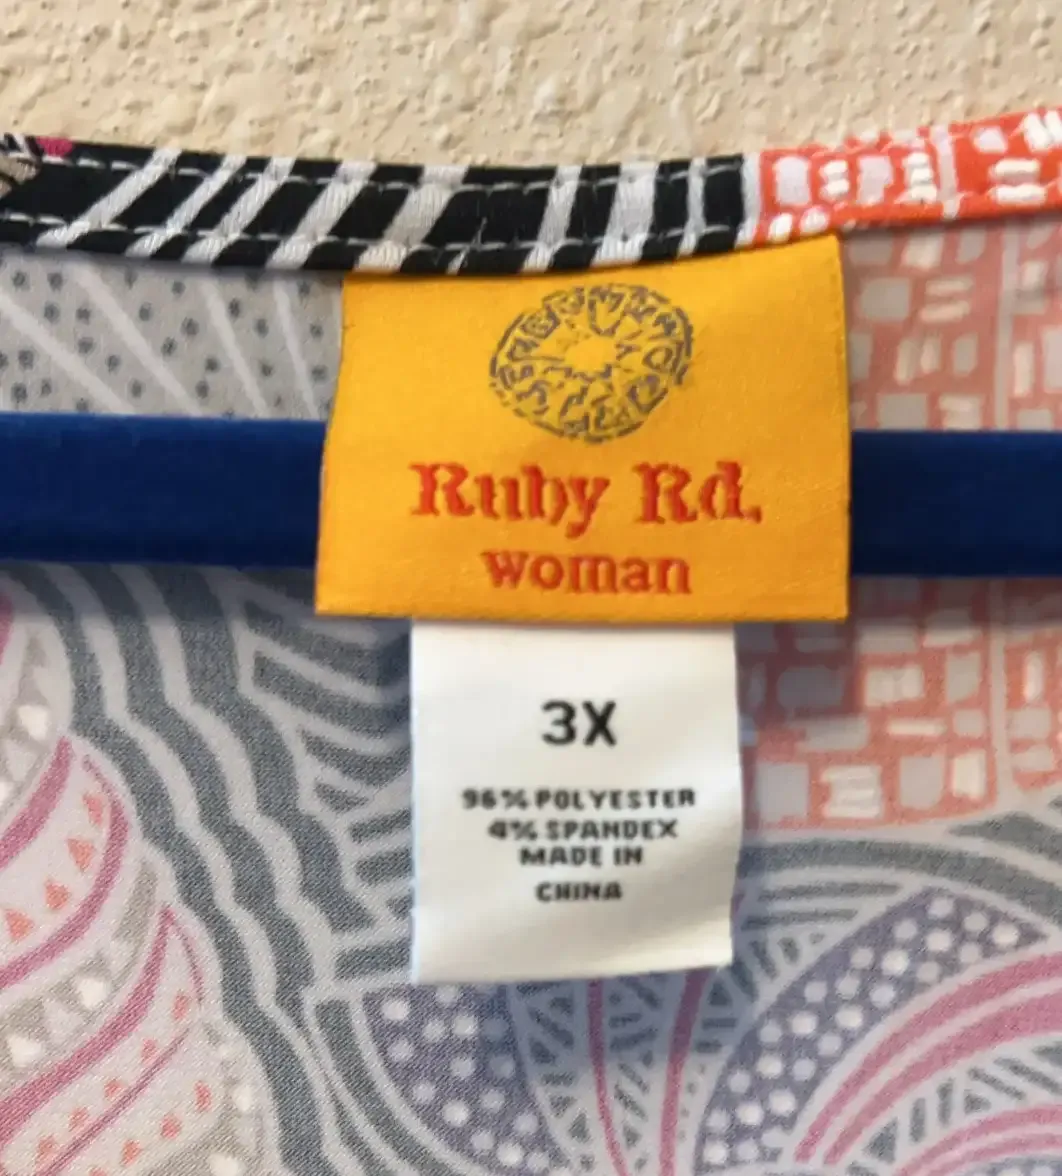 Ruby Rd.
woman
3X
96% POLYESTER
4% SPANDEX
MADE IN
CHINA